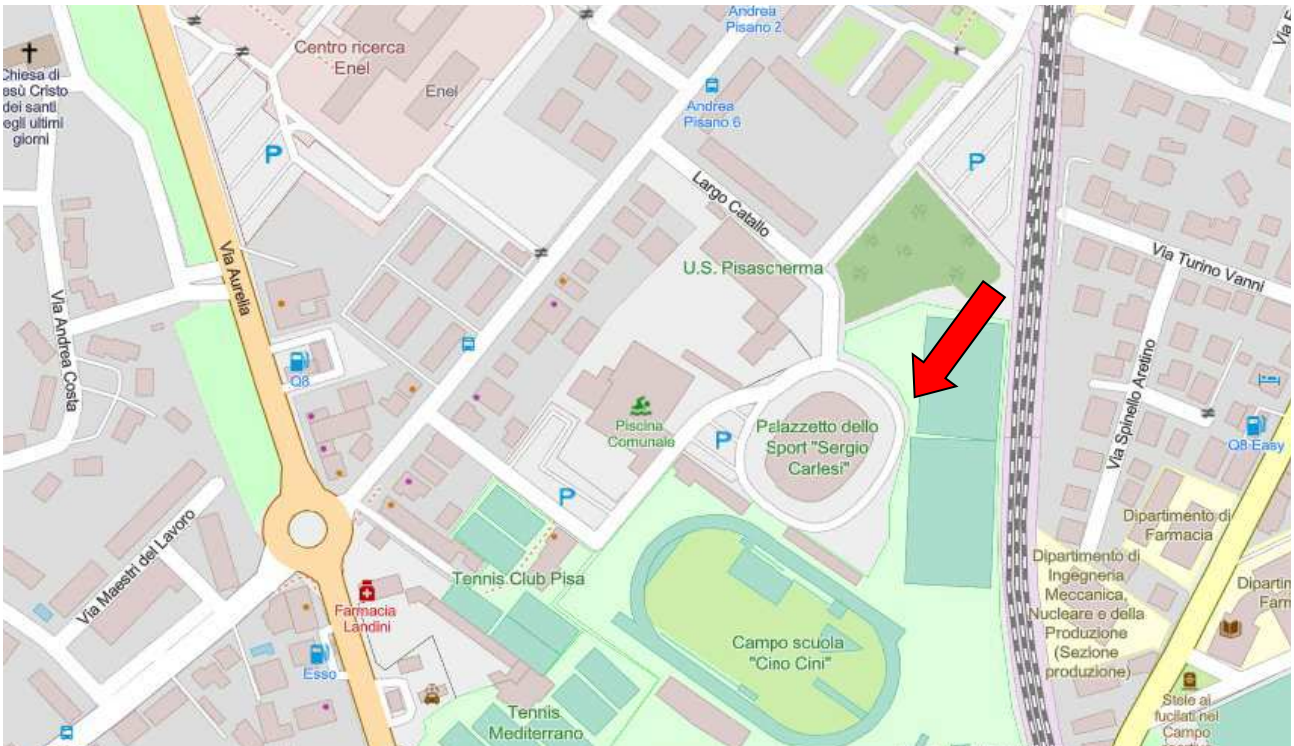 Andrea
Pisano 2
Via
Centro ricerca
Enel
Enel
Chiesa di
esù Cristo
dei santi
egli ultimi
giorni
P
Andrea
Pisano 6
P
Largo Catallo
U.S. Pisascherma
Via Turino Vanni
Via Aurelia
Via Andrea Costa
Q8
Via Spinello Aretino
Piscina
Comunale
P
Palazzetto dello
Sport "Sergio
Carlesi"
Q8 Easy
P
Via Maestri del Lavoro
Dipartimento di
Farmacia
Tennis Club Pisa
Dipartimento di
Ingegneria
Meccanica,
Nucleare e della
Produzione
(Sezione
produzione)
Dipartim
Farm
Farmacia
Landini
Campo scuola
"Cino Cini"
Esso
Tennis
Mediterraneo
Stele ai
fucilati nel
Campo